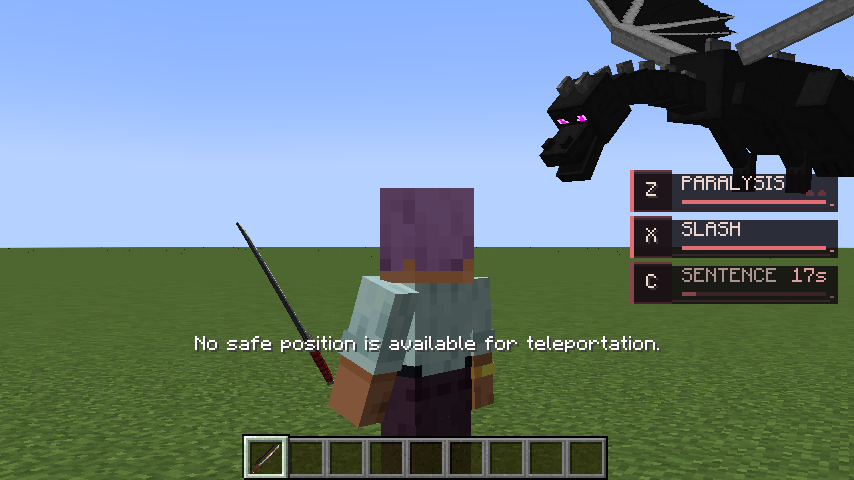 Z PARALYSIS
X SLASH
C SENTENCE 17s
No safe position is available for teleportation.